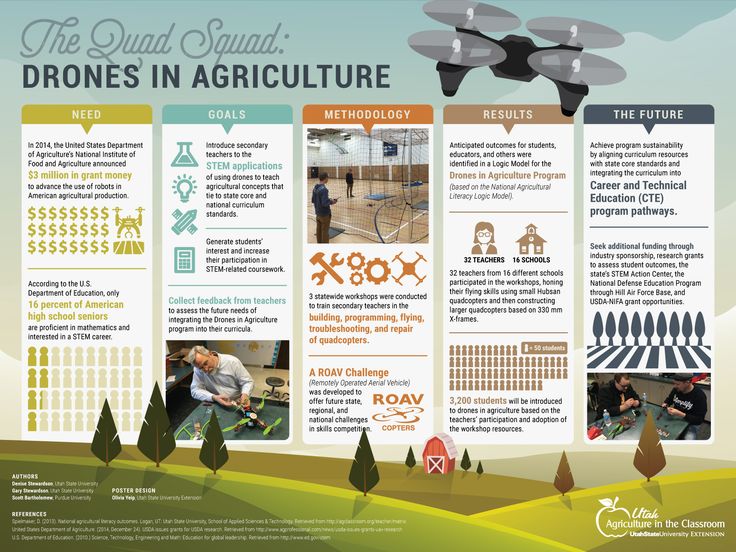 The Quad Squad:
DRONES IN AGRICULTURE
NEED
In 2014, the United States Department
of Agriculture's National Institute of
Food and Agriculture announced
$3 million in grant money
to advance the use of robots in
American agricultural production.
$$$$$$$$
$$$$$$$$
$$$$$$$$
$$$$$$$$
According to the U.S.
Department of Education, only
16 percent of American
high school seniors
are proficient in mathematics and
interested in a STEM career.
GOALS
Introduce secondary
teachers to the
STEM applications
of using drones to teach
agricultural concepts that
tie to state core and
national curriculum
standards.
Generate students'
interest and increase
their participation in
STEM-related coursework.
Collect feedback from teachers
to assess the future needs of
integrating the Drones in Agriculture
program into their curricula.
METHODOLOGY
3 statewide workshops were conducted
to train secondary teachers in the
building, programming, flying,
troubleshooting, and repair
of quadcopters.
A ROAV Challenge
(Remotely Operated Aerial Vehicle)
was developed to
offer future state,
regional, and
national challenges
in skills competition.
ROAV
COPTERS
RESULTS
Anticipated outcomes for students,
educators, and others were
identified in a Logic Model for the
Drones in Agriculture Program
(based on the National Agricultural
Literacy Logic Model).
32 TEACHERS
16 SCHOOLS
32 teachers from 16 different schools
participated in the workshops, honing
their flying skills using small Hubsan
quadcopters and then constructing
larger quadcopters based on 330 mm
X-frames.
= 50 students
3,200 students will be introduced
to drones in agriculture based on the
teachers' participation and adoption of
the workshop resources.
THE FUTURE
Achieve program sustainability
by aligning curriculum resources
with state core standards and
integrating the curriculum into
Career and Technical
Education (CTE)
program pathways.
Seek additional funding through
industry sponsorship, research grants
to assess student outcomes, the
state's STEM Action Center, the
National Defense Education Program
through Hill Air Force Base, and
USDA-NIFA grant opportunities.
AUTHORS
Denise Stewardson, Utah State University
Gary Stewardson, Utah State University
Scott Bartholomew, Purdue University
POSTER DESIGN
Olivia Yeip, Utah State University Extension
REFERENCES
Spielmaker, D. (2013). National agricultural literacy outcomes. Logan, UT: Utah State University, School of Applied Sciences & Technology. Retrieved from http://agclassroom.org/teacher/matrix
United States Department of Agriculture. (2014, December 24). USDA issues grants for USDA research. Retrieved from http://www.agprofessional.com/news/usda-issues-grants-uav-research
U.S. Department of Education. (2010.) Science, Technology, Engineering and Math: Education for global leadership. Retrieved from http://www.ed.gov/stem
Utah
Agriculture in the Classroom
UtahStateUniversity EXTENSION